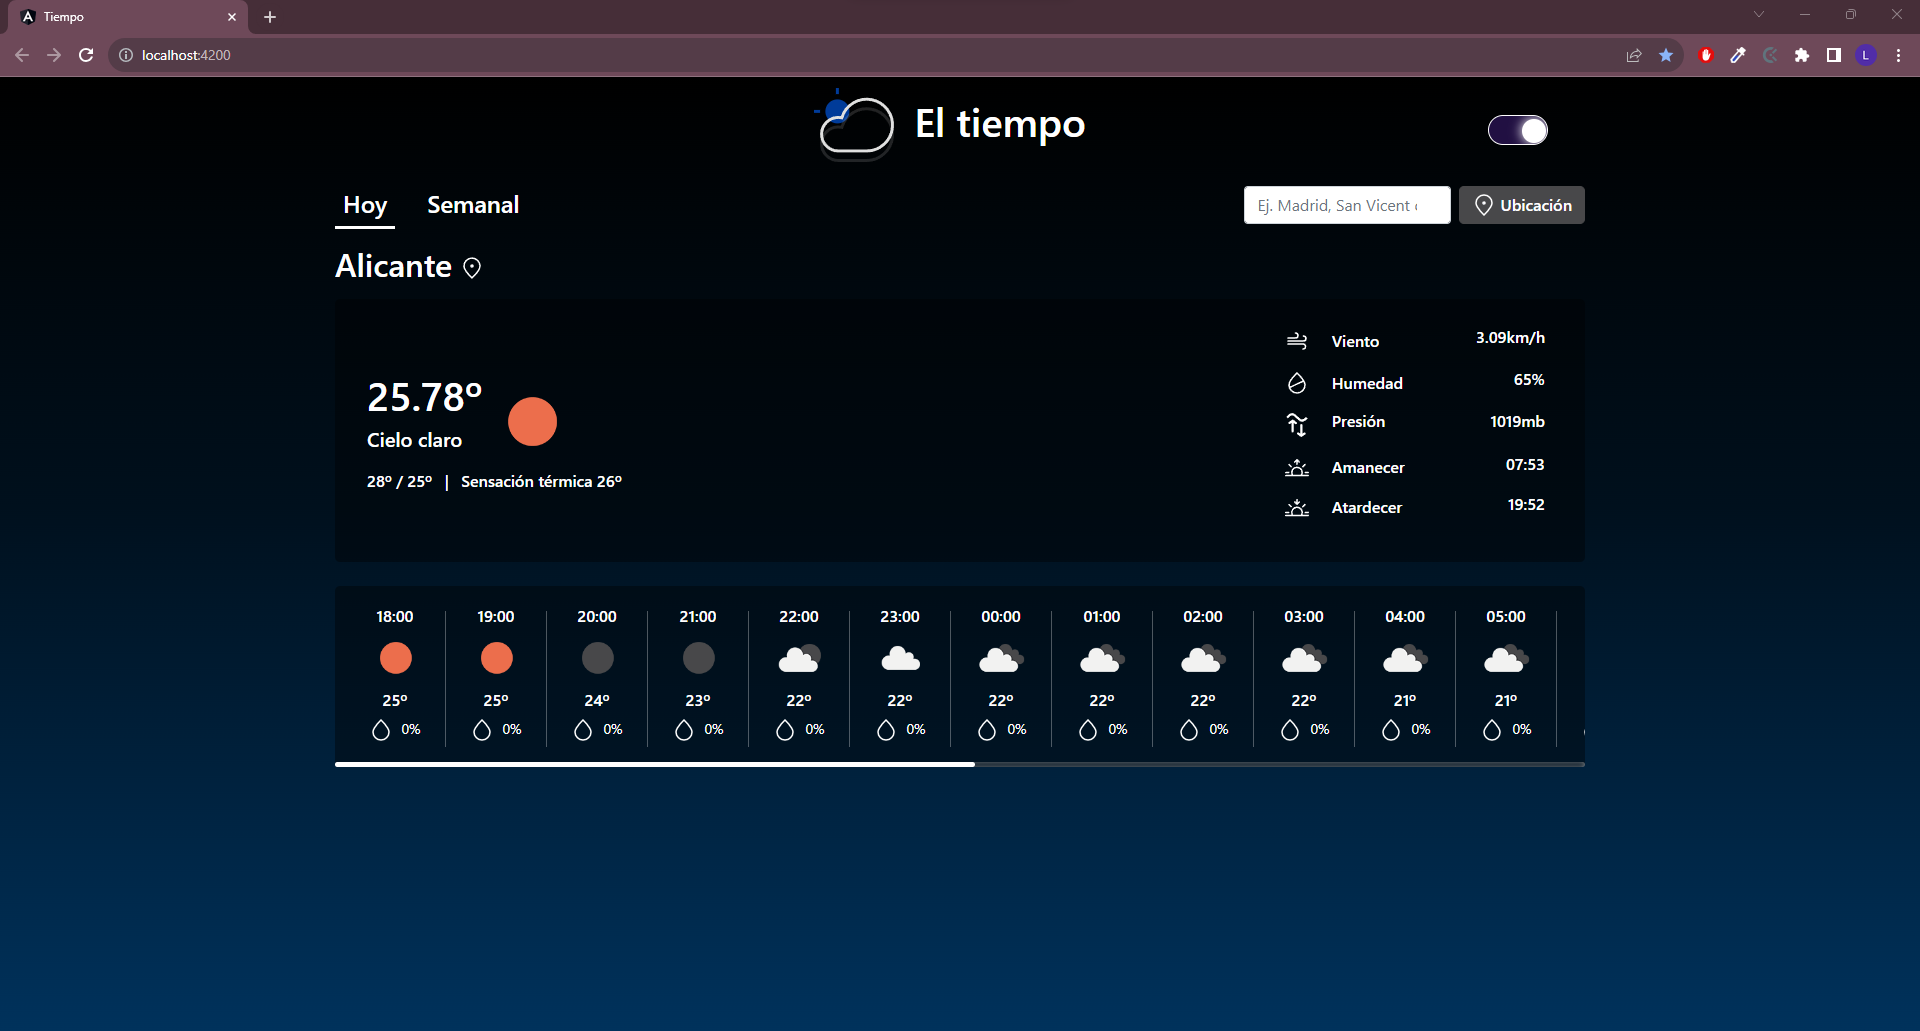 Tiempo
localhost:4200
L
El tiempo
Hoy Semanal
Ej. Madrid, San Vicent
Ubicación
Alicante
25.78º
Cielo claro
28º / 25º | Sensación térmica 26º
Viento 3.09km/h
Humedad 65%
Presión 1019mb
Amanecer 07:53
Atardecer 19:52
18:00 19:00 20:00 21:00 22:00 23:00 00:00 01:00 02:00 03:00 04:00 05:00
25º 25º 24º 23º 22º 22º 22º 22º 22º 22º 21º 21º
0% 0% 0% 0% 0% 0% 0% 0% 0% 0% 0% 0%